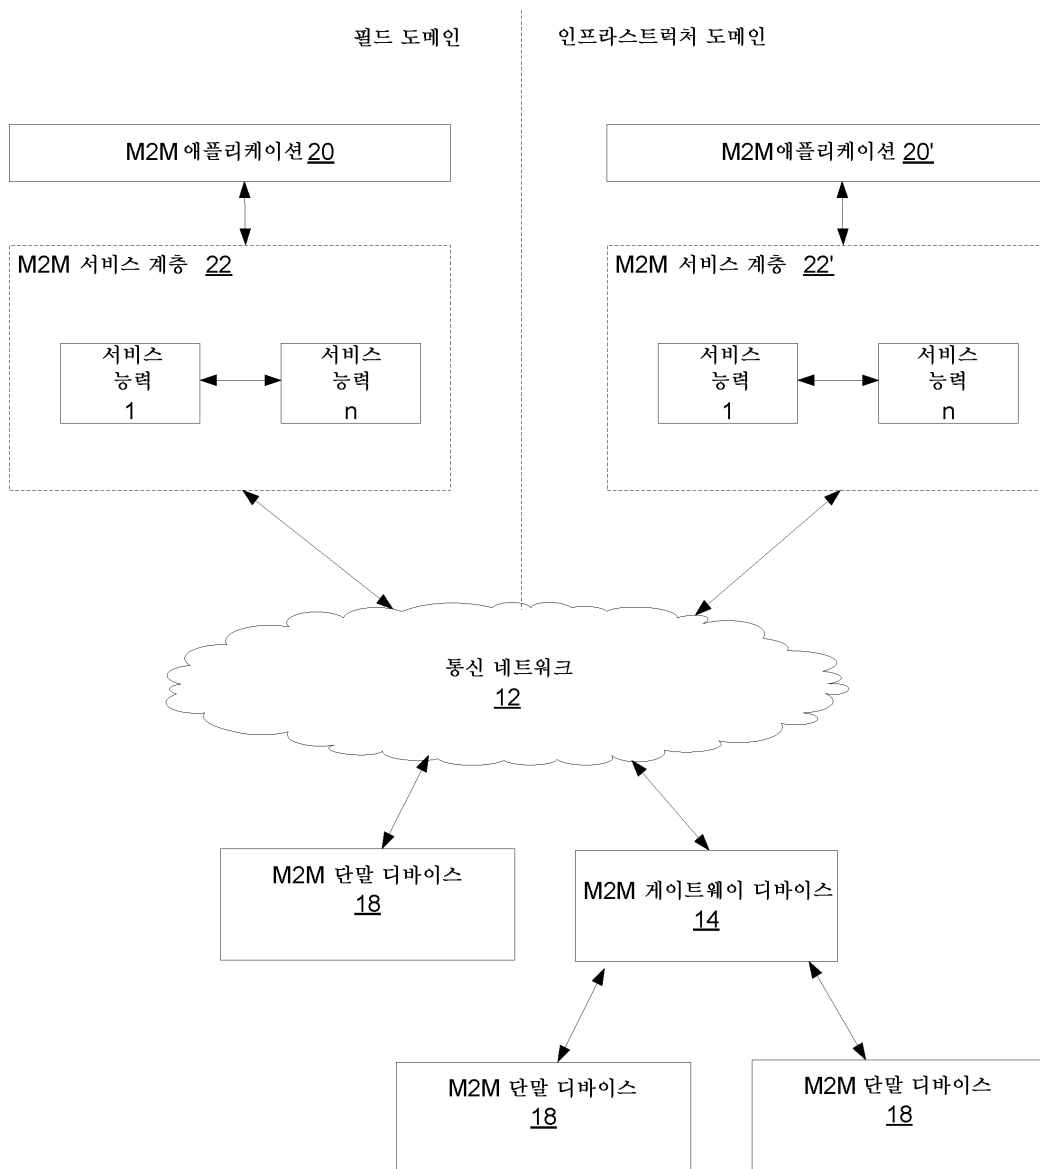 필드 도메인
인프라스트럭처 도메인
M2M 애플리케이션 20
M2M 애플리케이션 20'
M2M 서비스 계층 22
M2M 서비스 계층 22'
서비스
능력
1
서비스
능력
n
서비스
능력
1
서비스
능력
n
통신 네트워크
12
M2M 단말 디바이스
18
M2M 게이트웨이 디바이스
14
M2M 단말 디바이스
18
M2M 단말 디바이스
18